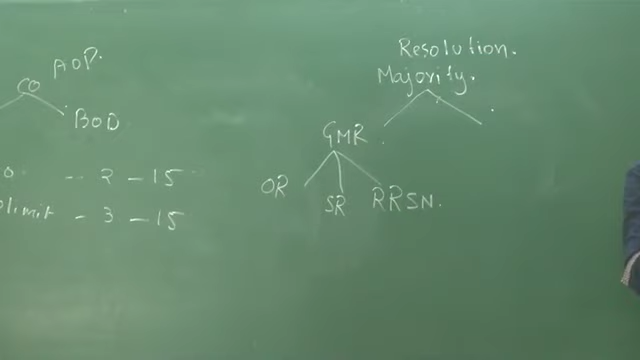 AOP.
CO
BOD
- 2 - 15
limit - 3 - 15
Resolution.
Majority.
GMR.
OR
SR
RRSN.